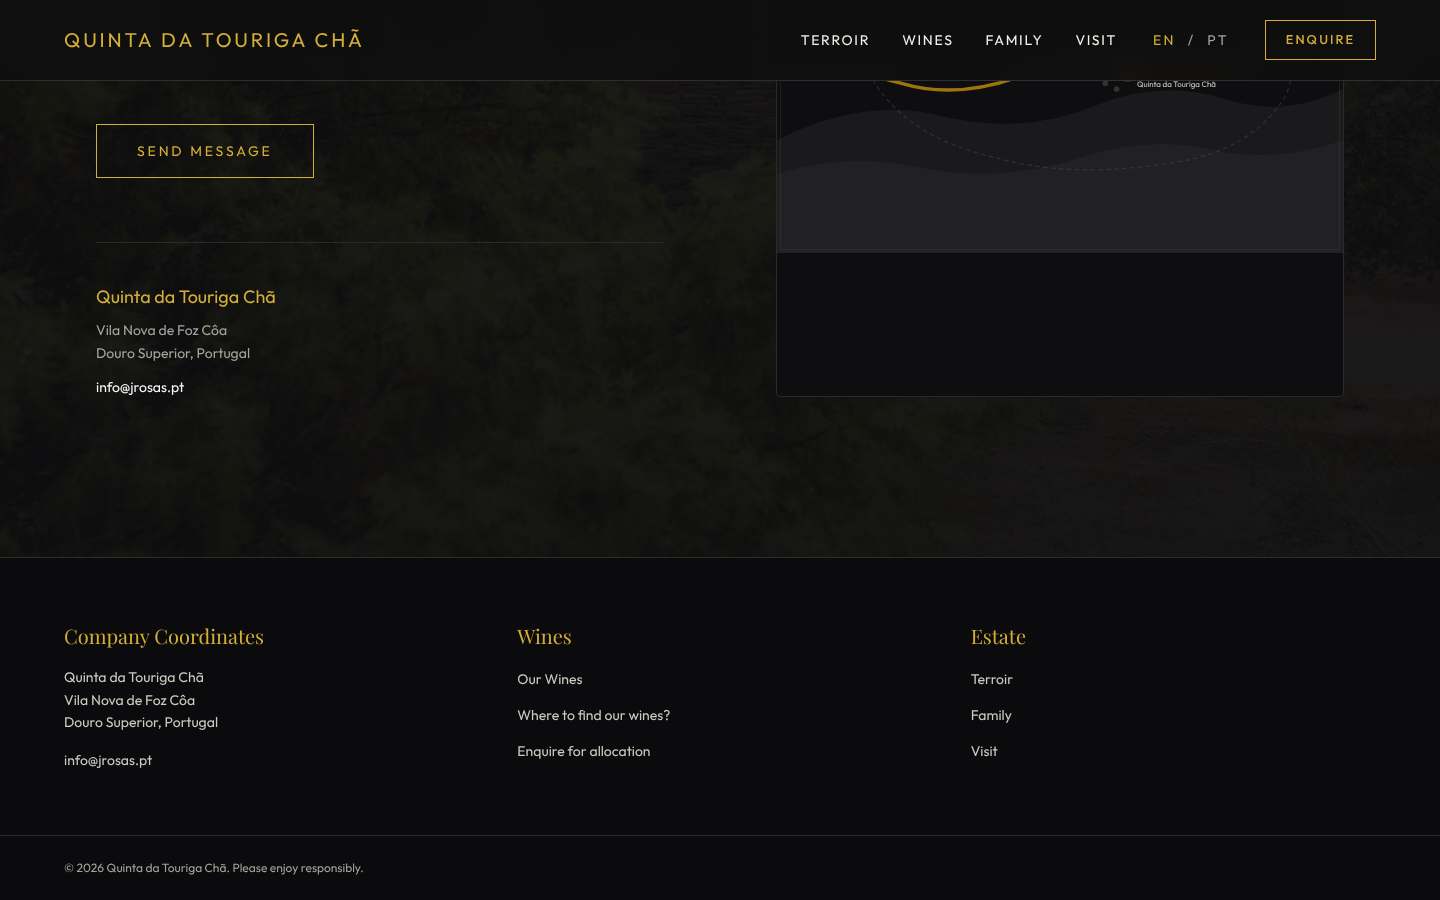 QUINTA DA TOURIGA CHÃ
TERROIR
WINES
FAMILY
VISIT
EN / PT
ENQUIRE
Quinta da Touriga Chã
SEND MESSAGE
Quinta da Touriga Chã
Vila Nova de Foz Côa
Douro Superior, Portugal
info@jrosas.pt
Company Coordinates
Quinta da Touriga Chã
Vila Nova de Foz Côa
Douro Superior, Portugal
info@jrosas.pt
Wines
Our Wines
Where to find our wines?
Enquire for allocation
Estate
Terroir
Family
Visit
© 2026 Quinta da Touriga Chã. Please enjoy responsibly.